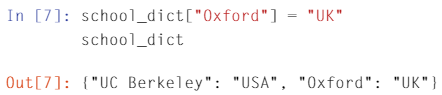 In [7]: school_dict["Oxford"] = "UK"
school_dict
Out[7]: {"UC Berkeley": "USA", "Oxford": "UK"}